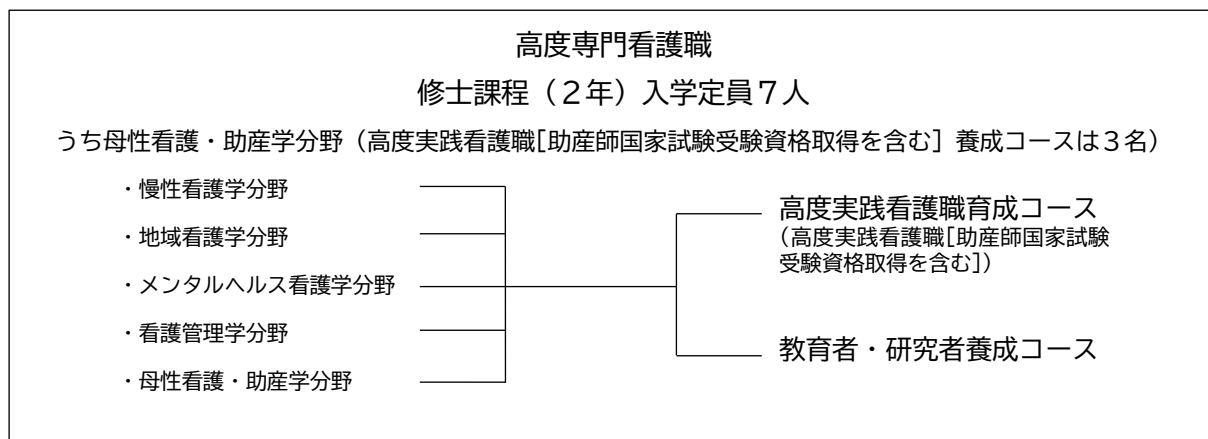 高度専門看護職
修士課程（２年）入学定員７人
うち母性看護・助産学分野（高度実践看護職[助産師国家試験受験資格取得を含む] 養成コースは３名）
・慢性看護学分野
・地域看護学分野
・メンタルヘルス看護学分野
・看護管理学分野
・母性看護・助産学分野
高度実践看護職育成コース
（高度実践看護職[助産師国家試験
受験資格取得を含む]）
教育者・研究者養成コース